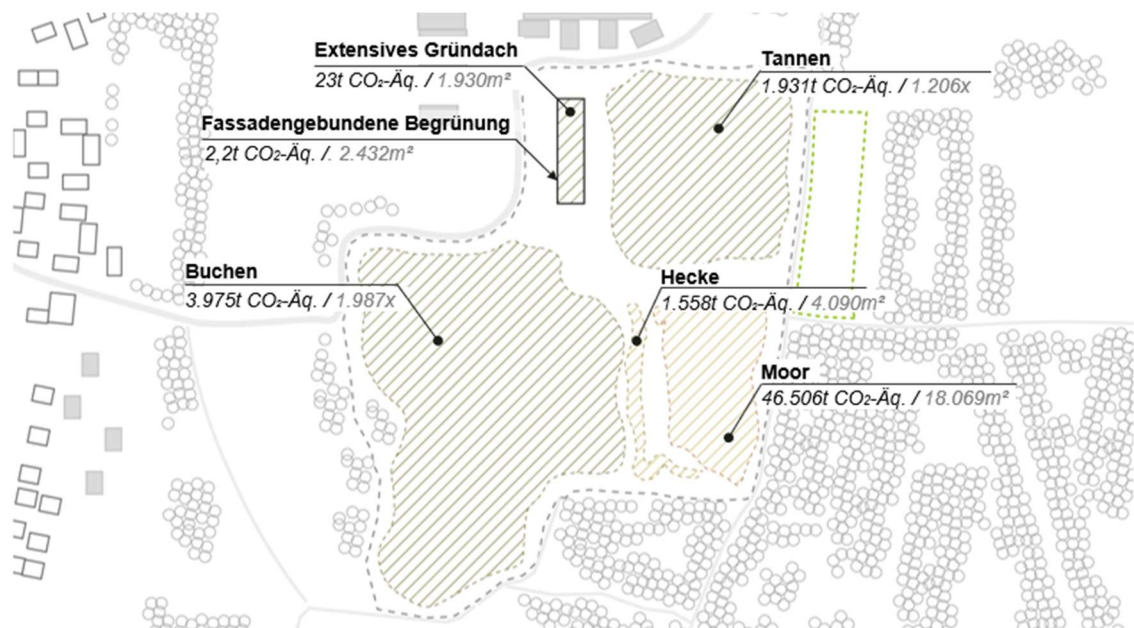 Extensives Gründach
23t CO₂-Äq. / 1.930m²
Tannen
1.931t CO₂-Äq. / 1.206x
Fassadengebundene Begrünung
2,2t CO₂-Äq. / 2.432m²
Buchen
3.975t CO₂-Äq. / 1.987x
Hecke
1.558t CO₂-Äq. / 4.090m²
Moor
46.506t CO₂-Äq. / 18.069m²